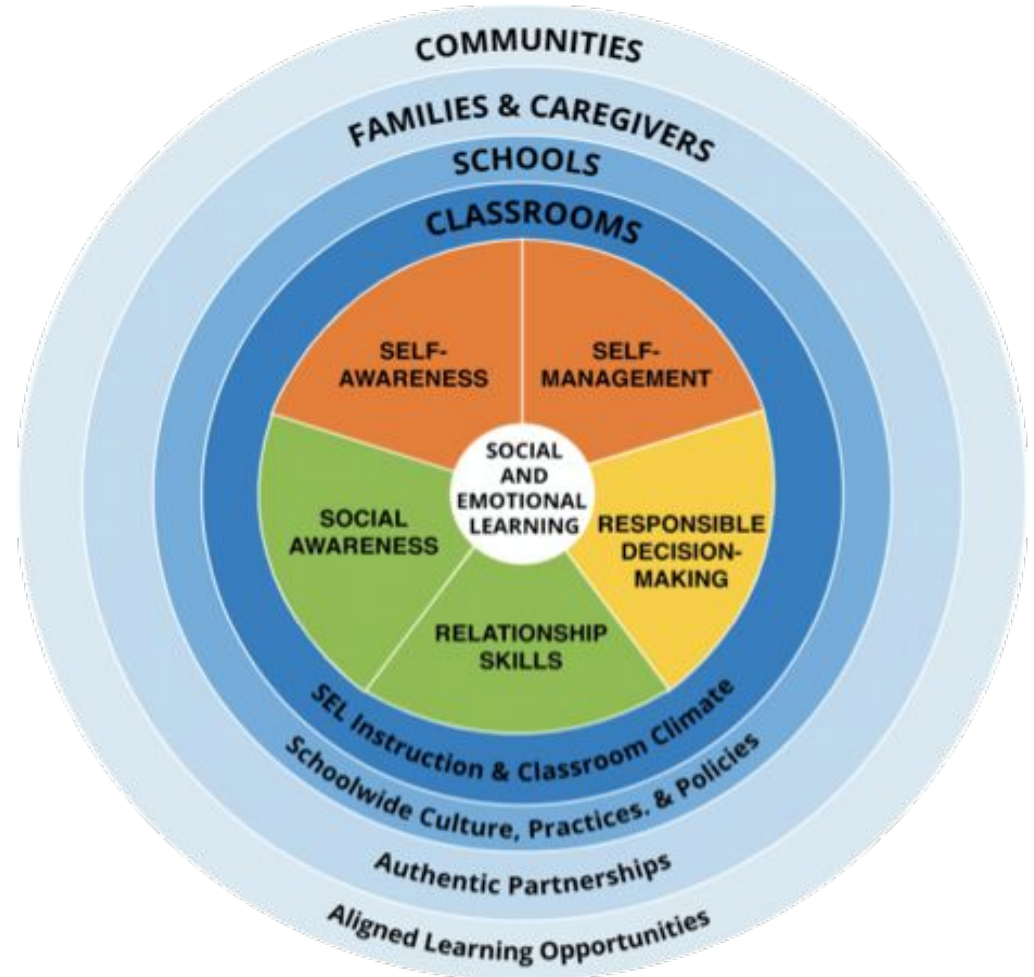 COMMUNITIES
FAMILIES & CAREGIVERS
SCHOOLS
CLASSROOMS
SELF-
AWARENESS
SELF-
MANAGEMENT
SOCIAL
AND
EMOTIONAL
LEARNING
SOCIAL
AWARENESS
RESPONSIBLE
DECISION-
MAKING
RELATIONSHIP
SKILLS
SEL Instruction & Classroom Climate
Schoolwide Culture, Practices. & Policies
Authentic Partnerships
Aligned Learning Opportunities